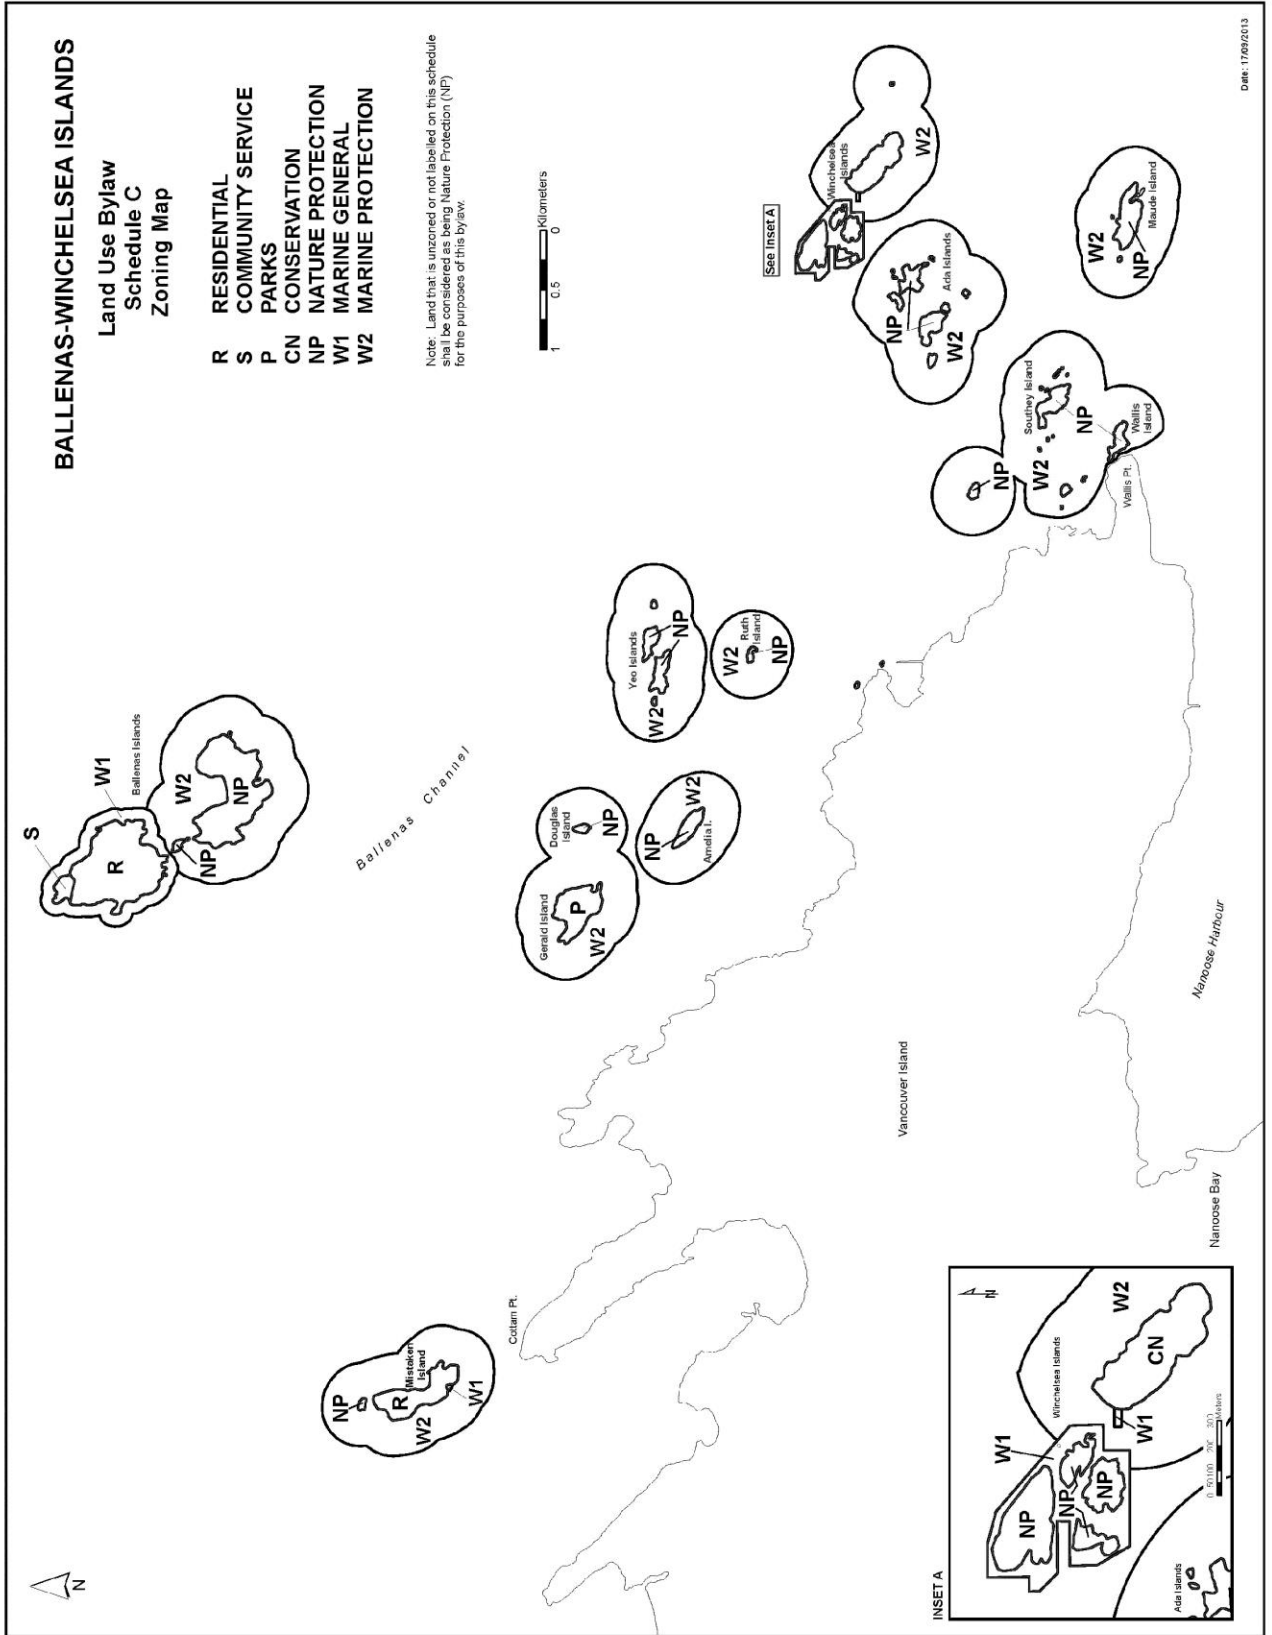 BALLENAS-WINCHELSEA ISLANDS
Land Use Bylaw
Schedule C
Zoning Map
R RESIDENTIAL
S COMMUNITY SERVICE
P PARKS
CN CONSERVATION
NP NATURE PROTECTION
W1 MARINE GENERAL
W2 MARINE PROTECTION
Note: Land that is unzoned or not labelled on this schedule
shall be considered as being Nature Protection (NP)
for the purposes of this bylaw.
1 0.5 0 Kilometers
N
S
W1
Ballenas Islands
R
W2
NP
NP
Ballenas Channel
NP
R
Mistaken
Island
W2
W1
Cottam Pt.
Gerald Island
P
W2
Douglas
Island
NP
NP
W2
Amelia I.
Yeo Islands
NP
W2
W2
Ruth
Island
NP
See Inset A
Winchelsea
Islands
W2
NP
Ada Islands
W2
NP
Southey Island
W2
NP
Wallis
Island
Wallis Pt.
W2
NP
Maude Island
Vancouver Island
Nanoose Harbour
Nanoose Bay
INSET A
N
W1
Winchelsea Islands
W2
NP
NP
NP
CN
W1
Ada Islands
0 50 100 200 300
Meters
Date: 17/09/2013